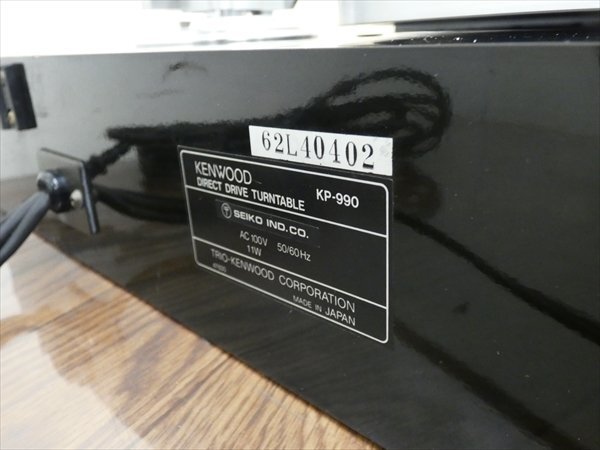 62L40402
KENWOOD
DIRECT DRIVE TURNTABLE KP-990
SEIKO IND.CO.
AC 100V 50/60Hz
11W
TRIO-KENWOOD CORPORATION
MADE IN JAPAN